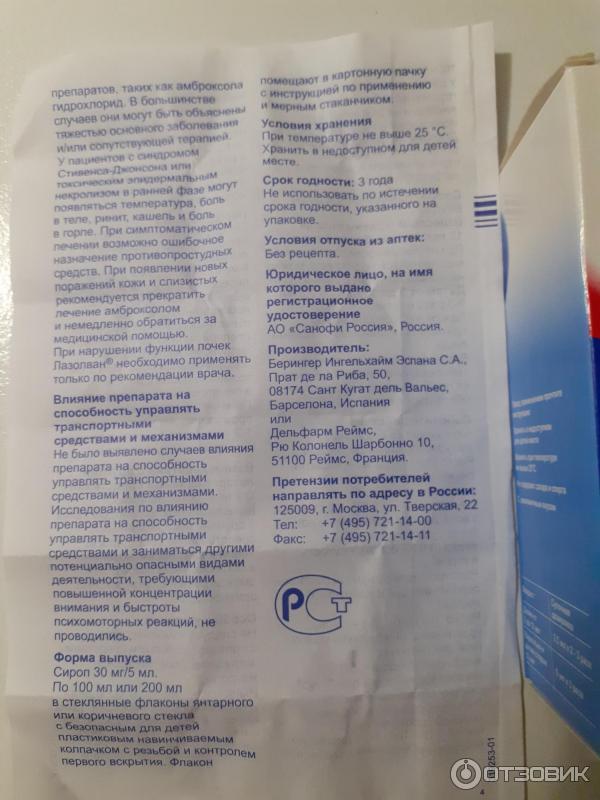 препаратов, таких как амброксола
гидрохлорид. В большинстве
случаев они могут быть объяснены
тяжестью основного заболевания
и/или сопутствующей терапией.
У пациентов с синдромом
Стивенса-Джонсона или
токсическим эпидермальным
некролизом в ранней фазе могут
появляться температура, боль
в теле, ринит, кашель и боль
в горле. При симптоматическом
лечении возможно ошибочное
назначение противопростудных
средств. При появлении новых
поражений кожи и слизистых
рекомендуется прекратить
лечение амброксолом
и немедленно обратиться за
медицинской помощью.
При нарушении функции почек
Лазолван® необходимо применять
только по рекомендации врача.
Влияние препарата на
способность управлять
транспортными
средствами и механизмами
Не было выявлено случаев влияния
препарата на способность
управлять транспортными
средствами и механизмами.
Исследования по влиянию
препарата на способность
управлять транспортными
средствами и заниматься другими
потенциально опасными видами
деятельности, требующими
повышенной концентрации
внимания и быстроты
психомоторных реакций, не
проводились.
Форма выпуска
Сироп 30 мг/5 мл.
По 100 мл или 200 мл
в стеклянные флаконы янтарного
или коричневого стекла
с безопасным для детей
пластиковым навинчиваемым
колпачком с резьбой и контролем
первого вскрытия. Флакон
помещают в картонную пачку
с инструкцией по применению
и мерным стаканчиком.
Условия хранения
При температуре не выше 25 °C.
Хранить в недоступном для детей
месте.
Срок годности: 3 года
Не использовать по истечении
срока годности, указанного на
упаковке.
Условия отпуска из аптек:
Без рецепта.
Юридическое лицо, на имя
которого выдано
регистрационное
удостоверение
АО «Санофи Россия», Россия.
Производитель:
Берингер Ингельхайм Эспана С.А.,
Прат де ла Риба, 50,
08174 Сант Кугат дель Вальес,
Барселона, Испания
или
Дельфарм Реймс,
Рю Колонель Шарбонно 10,
51100 Реймс, Франция.
Претензии потребителей
направлять по адресу в России:
125009, г. Москва, ул. Тверская, 22
Тел: +7 (495) 721-14-00
Факс: +7 (495) 721-14-11
РСТ
253-01
4
ОТЗОВИК